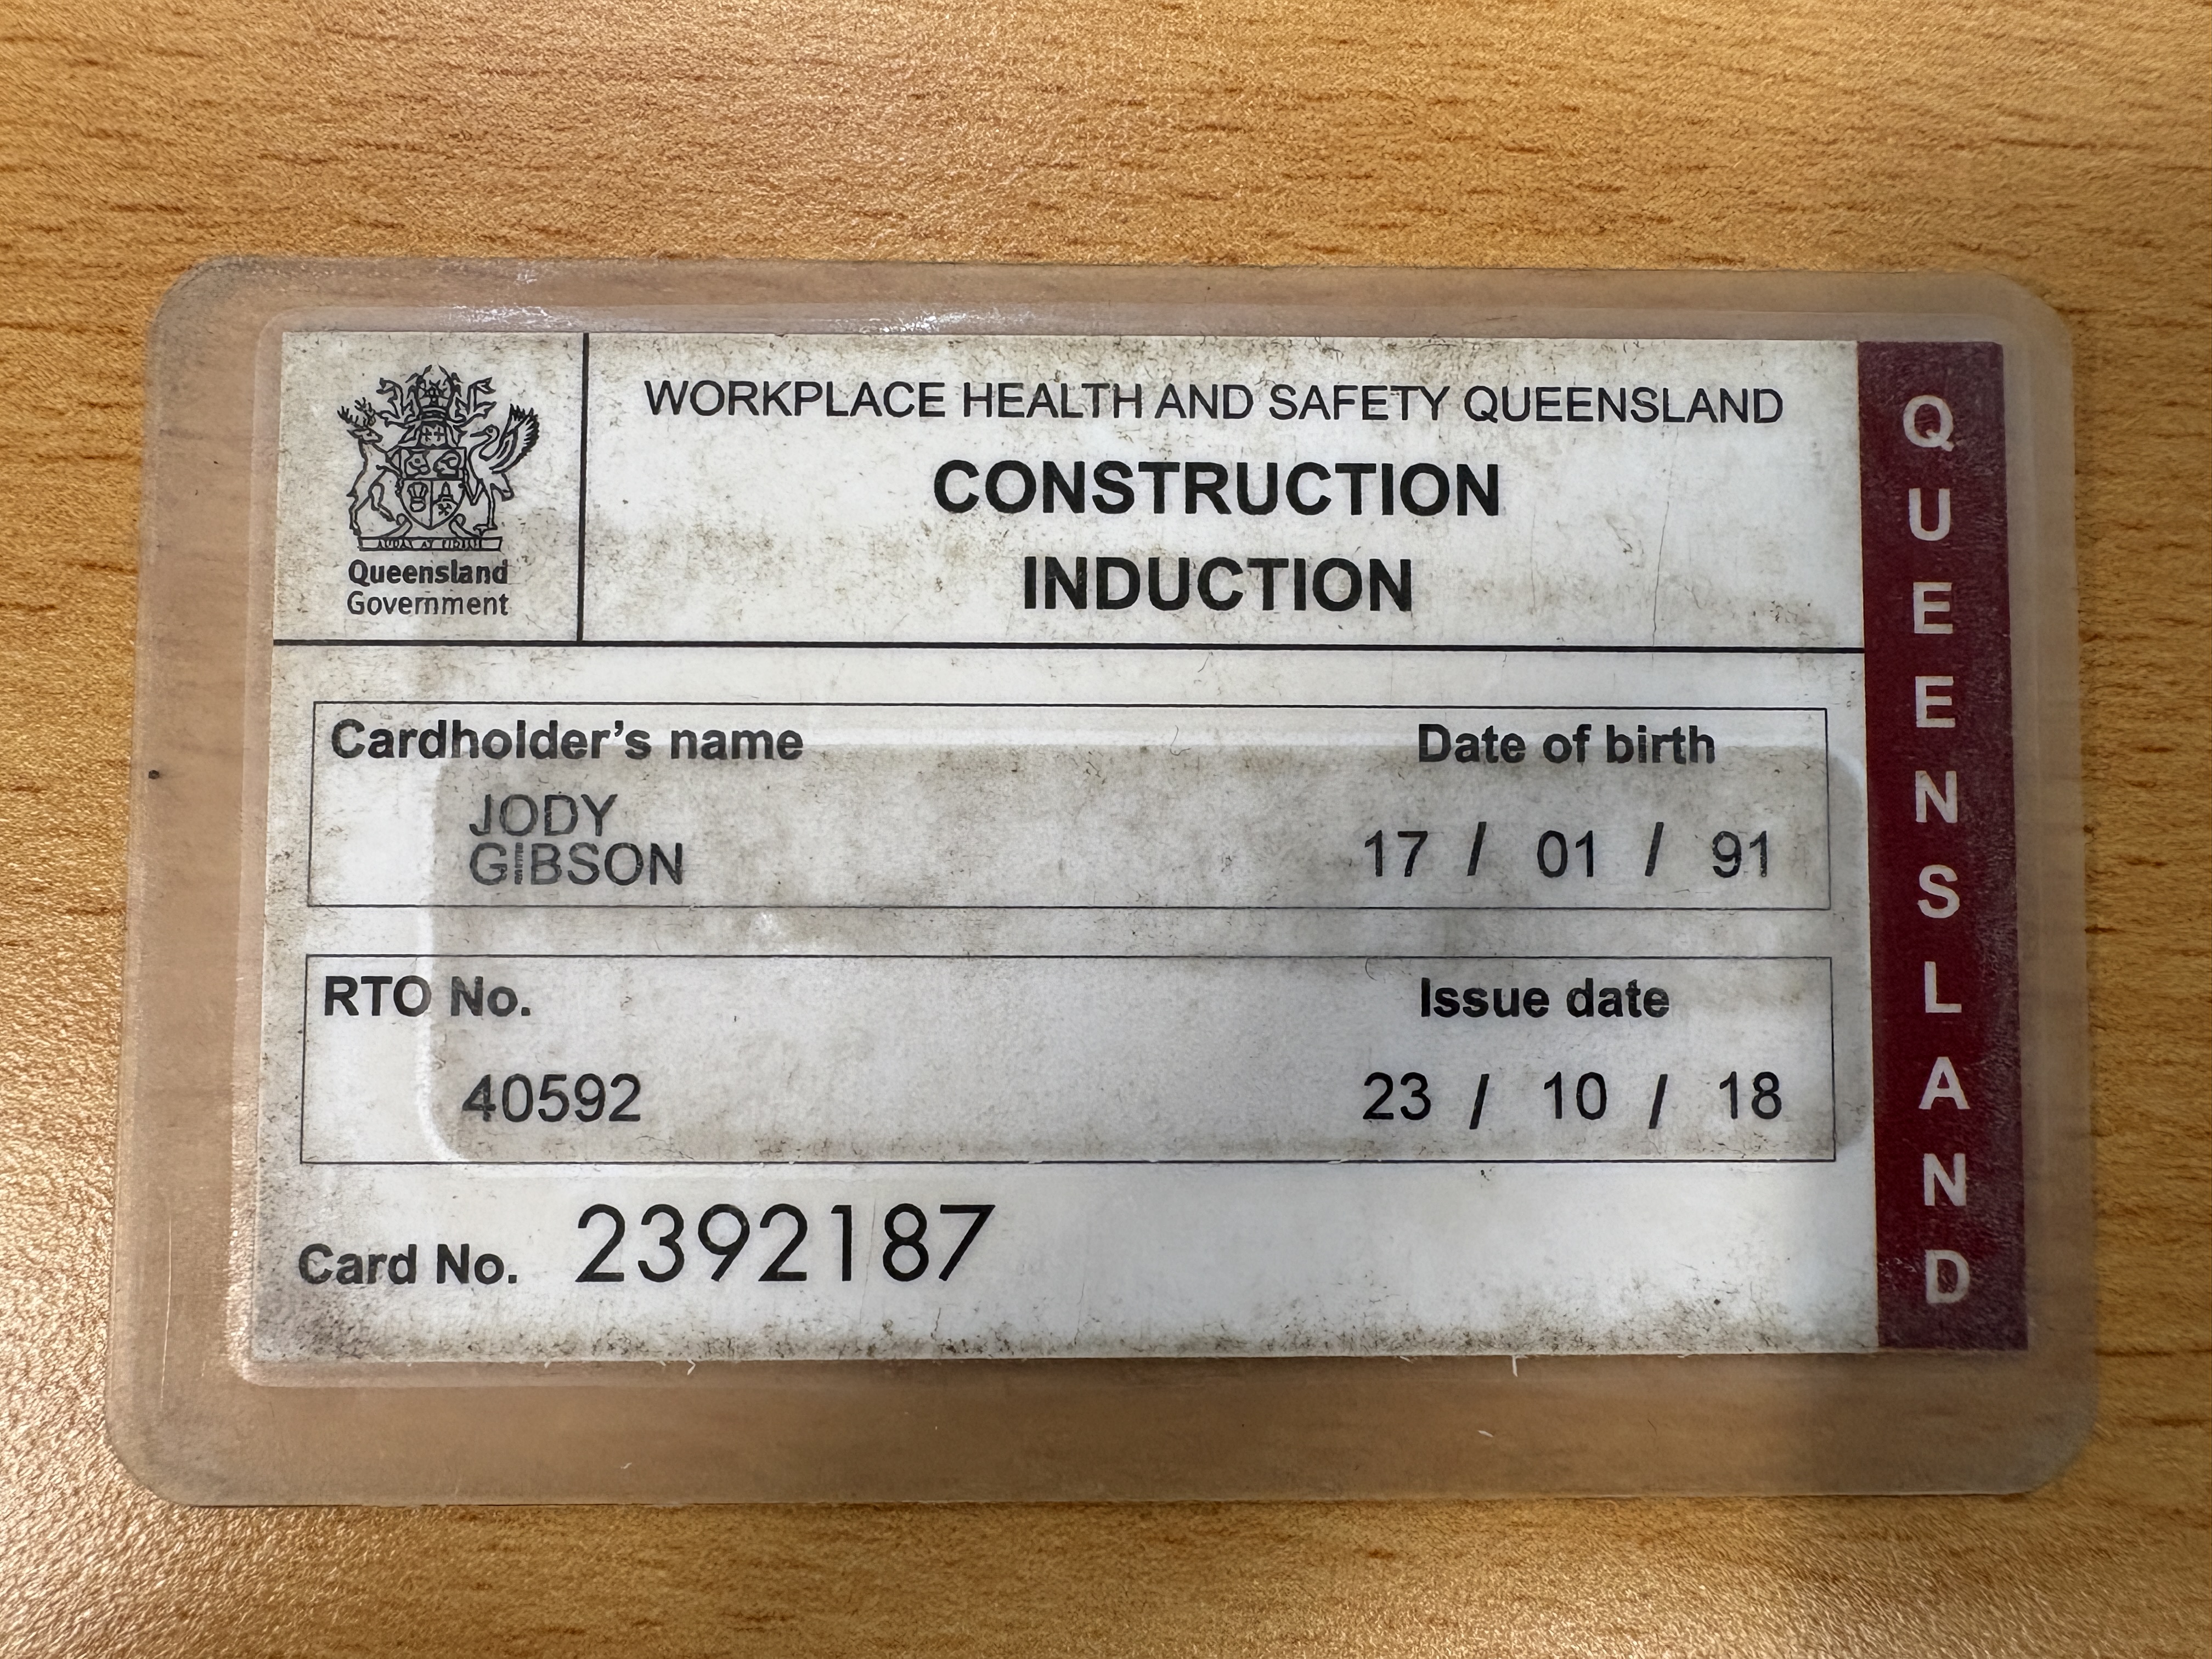 WORKPLACE HEALTH AND SAFETY QUEENSLAND
CONSTRUCTION
INDUCTION
Queensland
Government
Cardholder's name
Date of birth
JODY
GIBSON
17 / 01 / 91
RTO No.
Issue date
40592
23 / 10 / 18
Card No. 2392187
QUEENSLAND